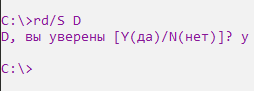 C:\>rd/S D
D, вы уверены [Y(да)/N(нет)]? y
C:\>